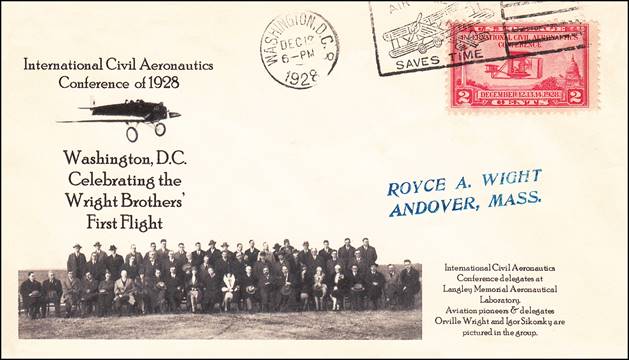 WASHINGTON, D.C.
DEC 12
6-PM
1928
AIR
SAVES TIME
INTERNATIONAL CIVIL AERONAUTICS
CONFERENCE
DECEMBER 12,13,14 1928
2 CENTS 2
International Civil Aeronautics
Conference of 1928
Washington, D.C.
Celebrating the
Wright Brothers'
First Flight
ROYCE A. WIGHT
ANDOVER, MASS.
International Civil Aeronautics
Conference delegates at
Langley Memorial Aeronautical
Laboratory.
Aviation pioneers & delegates
Orville Wright and Igor Sikorsky are
pictured in the group.